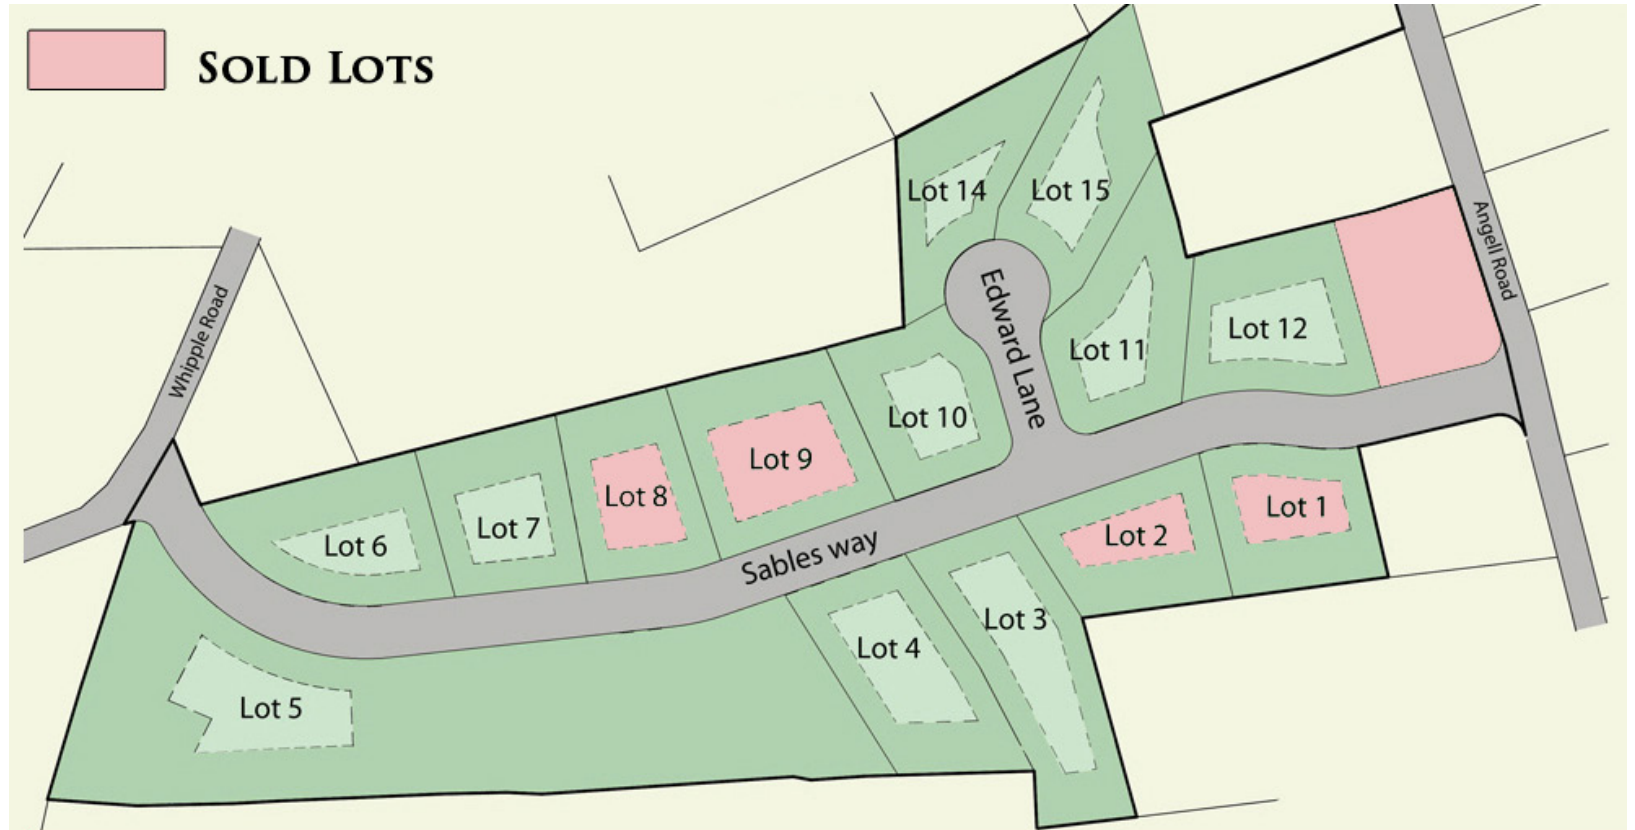 SOLD LOTS
Lot 14
Lot 15
Angell Road
Whipple Road
Edward Lane
Lot 12
Lot 11
Lot 10
Lot 9
Lot 8
Lot 7
Lot 6
Sables way
Lot 1
Lot 2
Lot 3
Lot 4
Lot 5